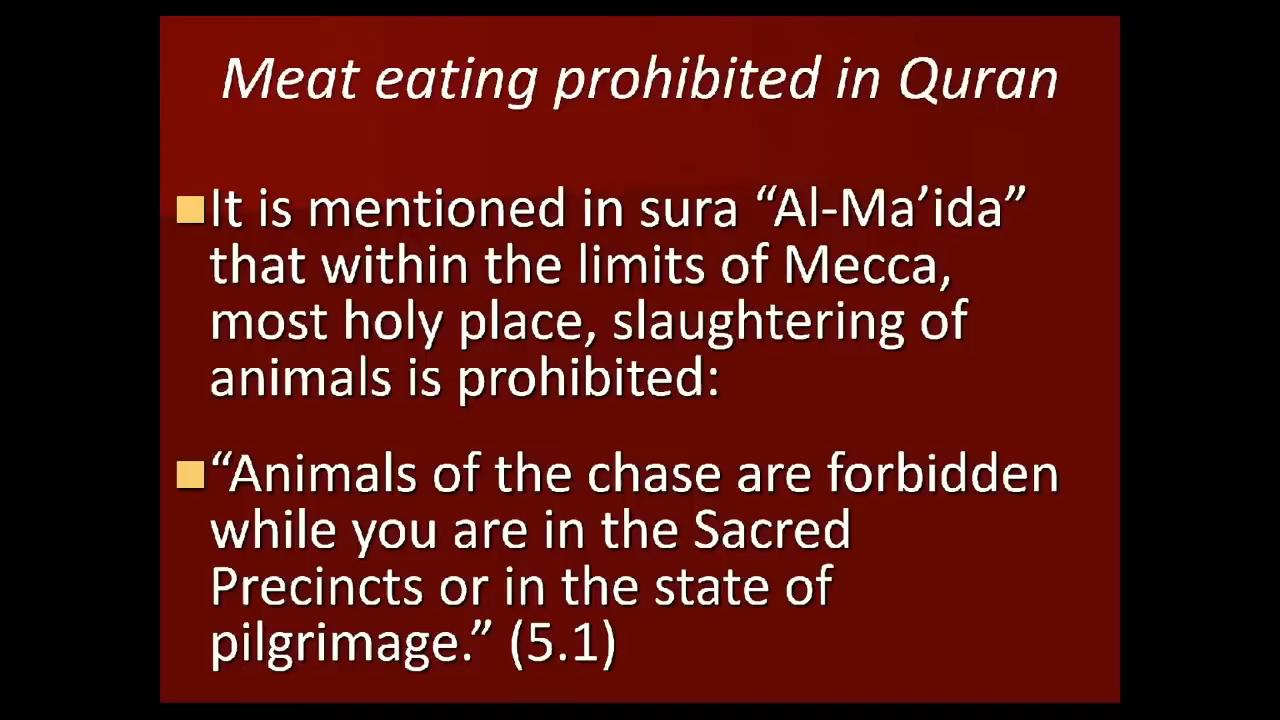 Meat eating prohibited in Quran
It is mentioned in sura “Al-Ma’ida”
that within the limits of Mecca,
most holy place, slaughtering of
animals is prohibited:
“Animals of the chase are forbidden
while you are in the Sacred
Precincts or in the state of
pilgrimage.” (5.1)